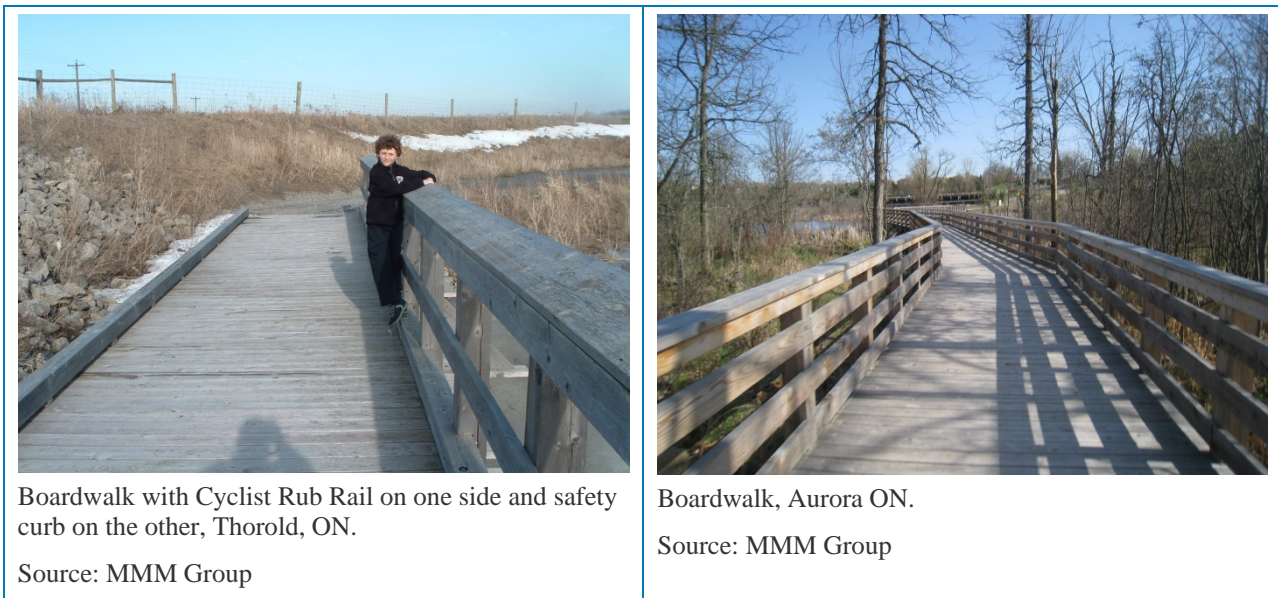 Boardwalk with Cyclist Rub Rail on one side and safety
curb on the other, Thorold, ON.
Source: MMM Group
Boardwalk, Aurora ON.
Source: MMM Group